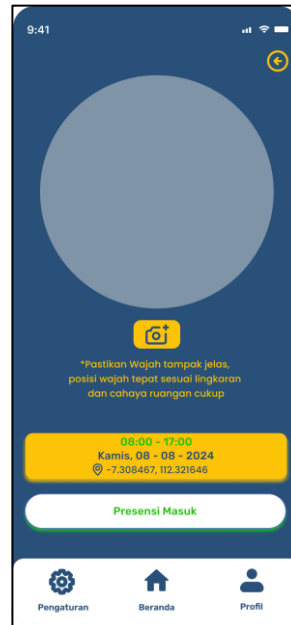 9:41
*Pastikan Wajah tampak jelas,
posisi wajah tepat sesuai lingkaran
dan cahaya ruangan cukup
08:00 - 17:00
Kamis, 08 - 08 - 2024
-7.308467, 112.321646
Presensi Masuk
Pengaturan
Beranda
Profil